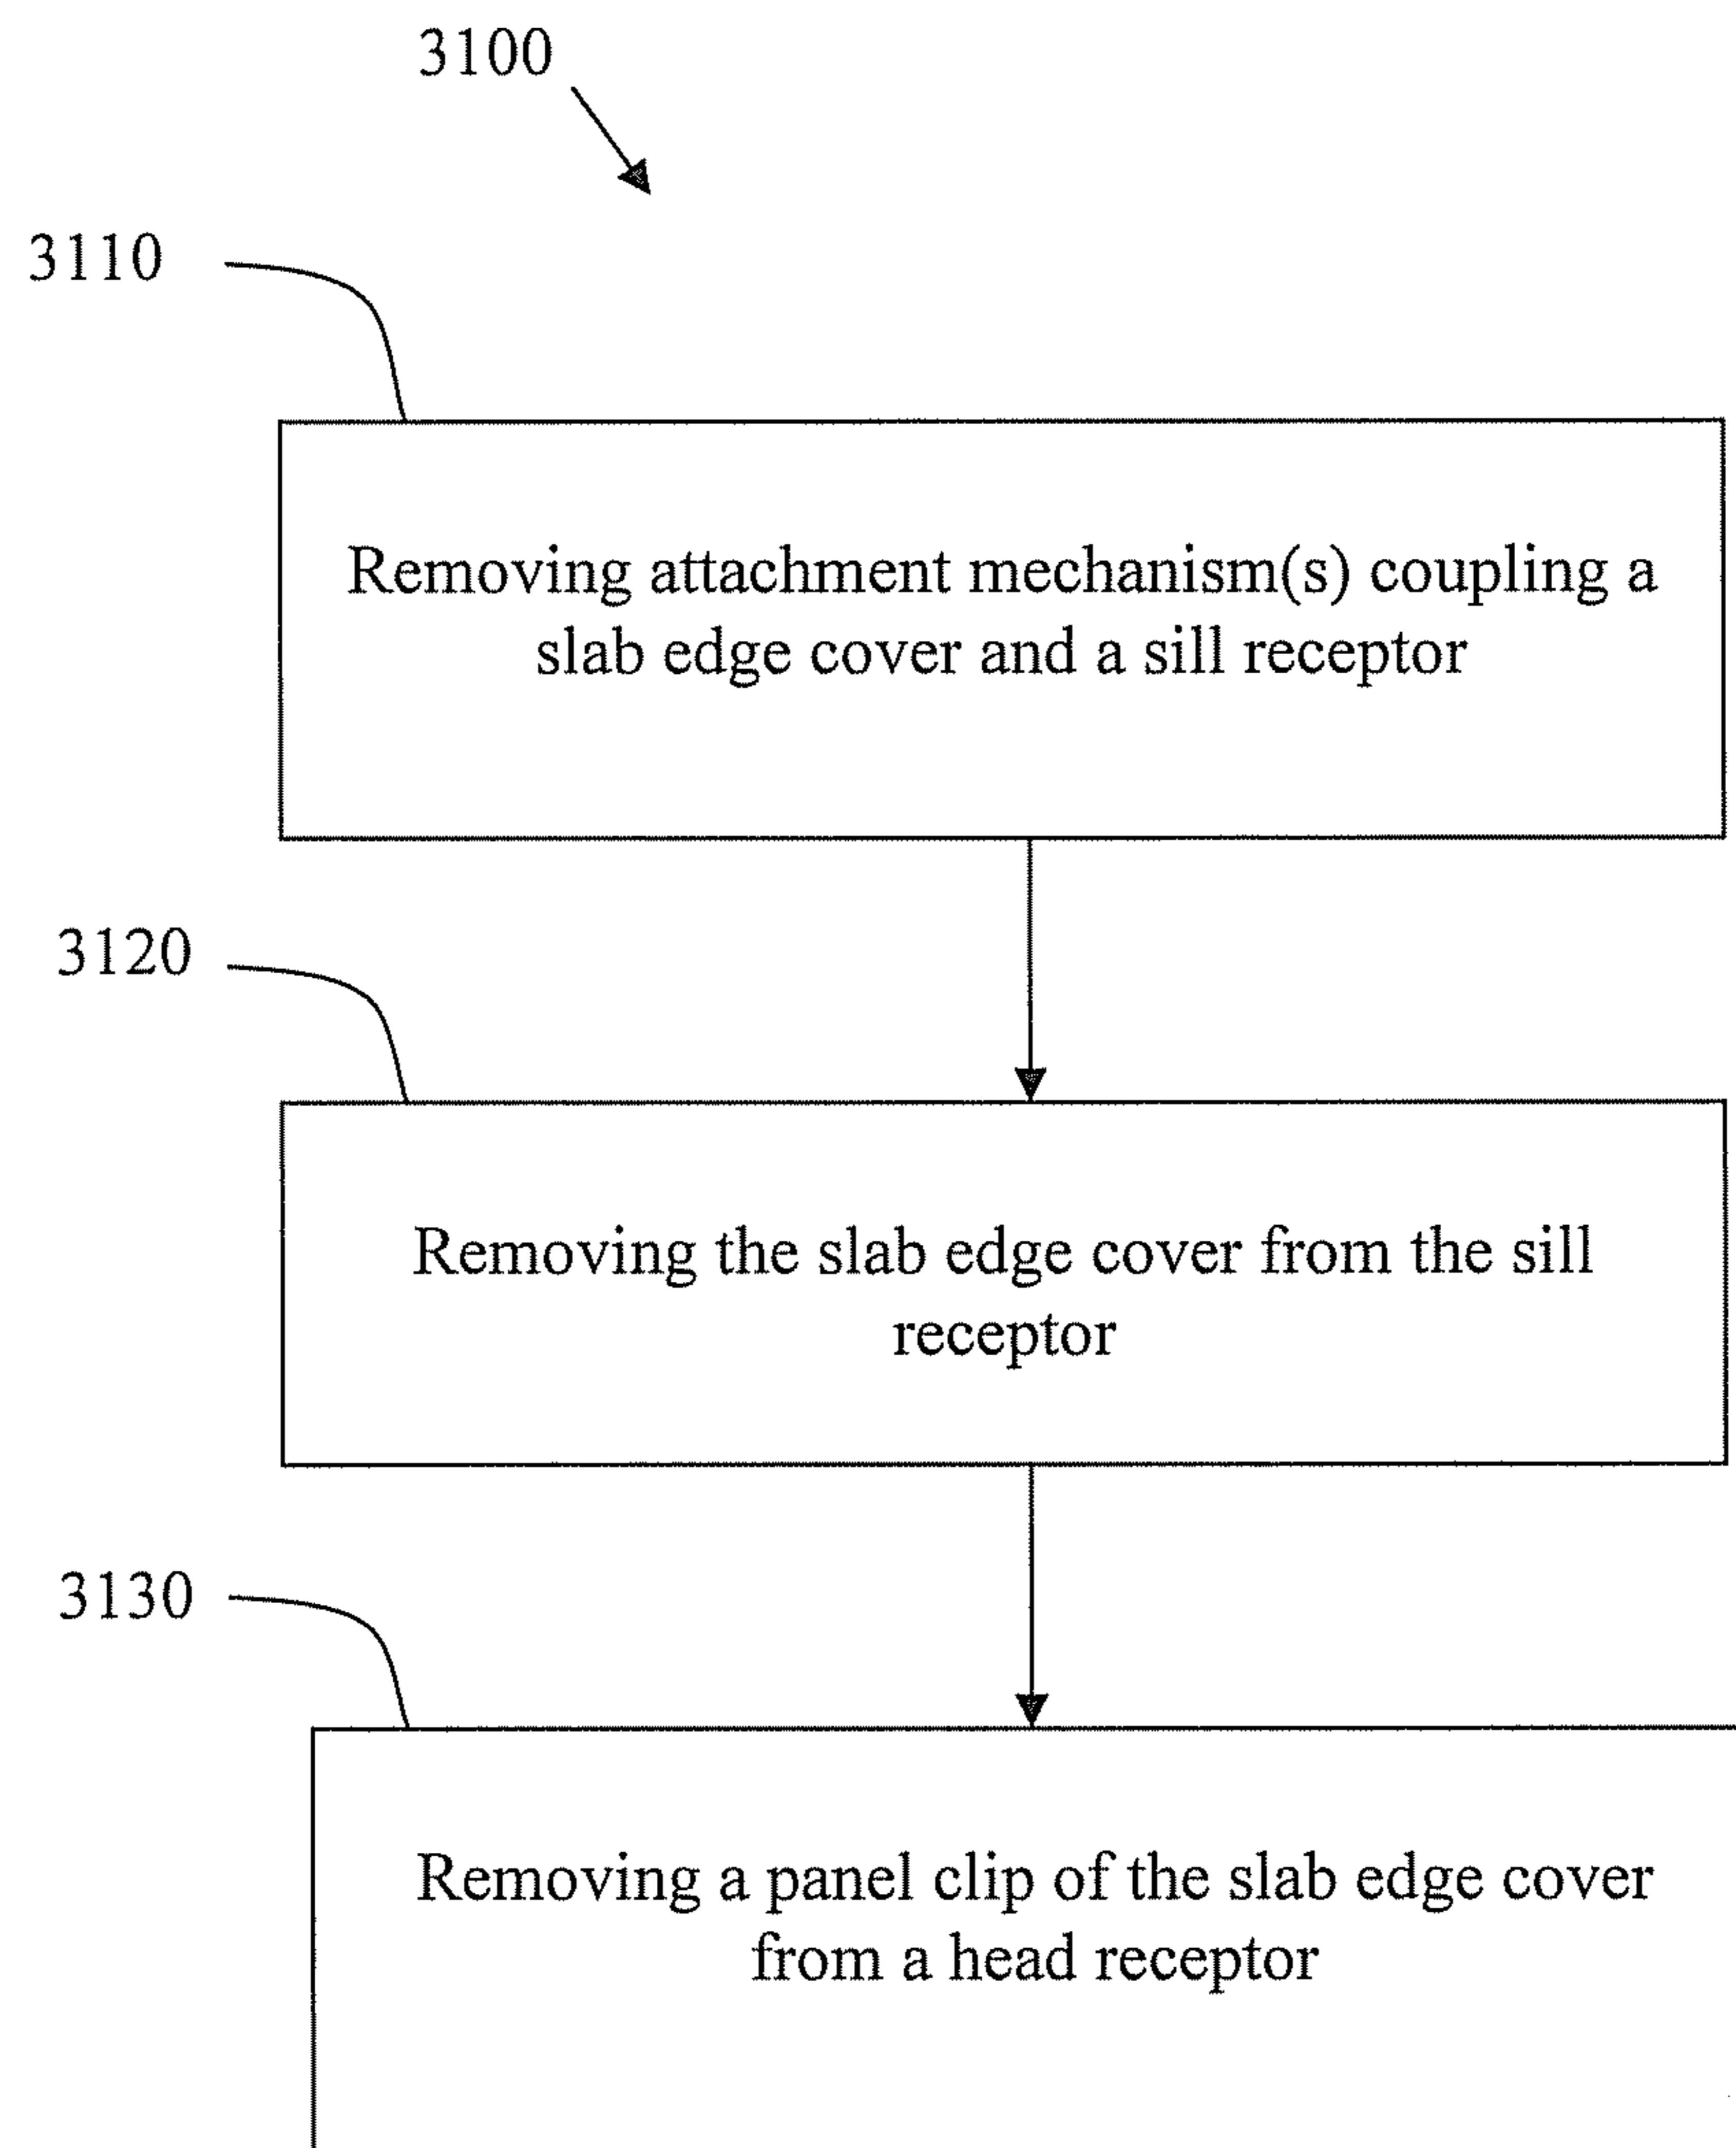 3100
3110
Removing attachment mechanism(s) coupling a
slab edge cover and a sill receptor
3120
Removing the slab edge cover from the sill
receptor
3130
Removing a panel clip of the slab edge cover
from a head receptor